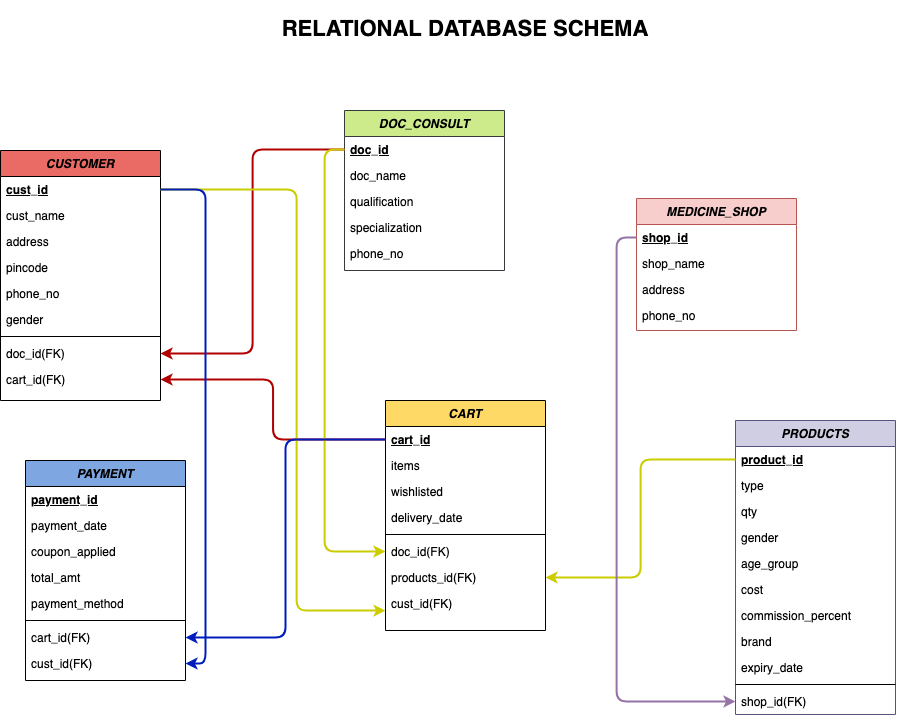 RELATIONAL DATABASE SCHEMA
DOC_CONSULT
doc_id
doc_name
qualification
specialization
phone_no
CUSTOMER
cust_id
cust_name
address
pincode
phone_no
gender
doc_id(FK)
cart_id(FK)
MEDICINE_SHOP
shop_id
shop_name
address
phone_no
CART
cart_id
items
wishlisted
delivery_date
doc_id(FK)
products_id(FK)
cust_id(FK)
PRODUCTS
product_id
type
qty
gender
age_group
cost
commission_percent
brand
expiry_date
shop_id(FK)
PAYMENT
payment_id
payment_date
coupon_applied
total_amt
payment_method
cart_id(FK)
cust_id(FK)